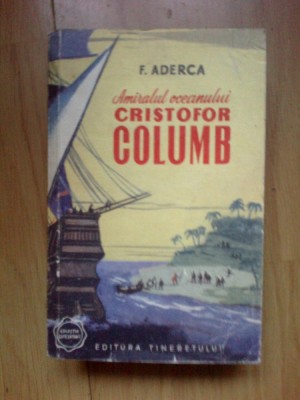 F. ADERCA
Amiralul oceanului
CRISTOFOR
COLUMB
EDITURA TINERETULUI